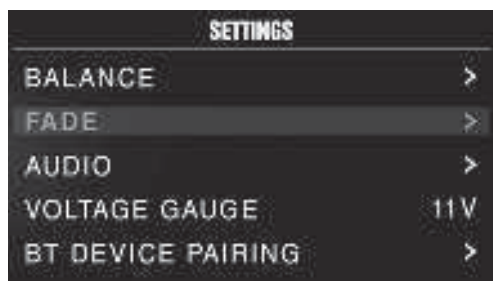 SETTINGS
BALANCE >
FADE >
AUDIO >
VOLTAGE GAUGE 11V
BT DEVICE PAIRING >